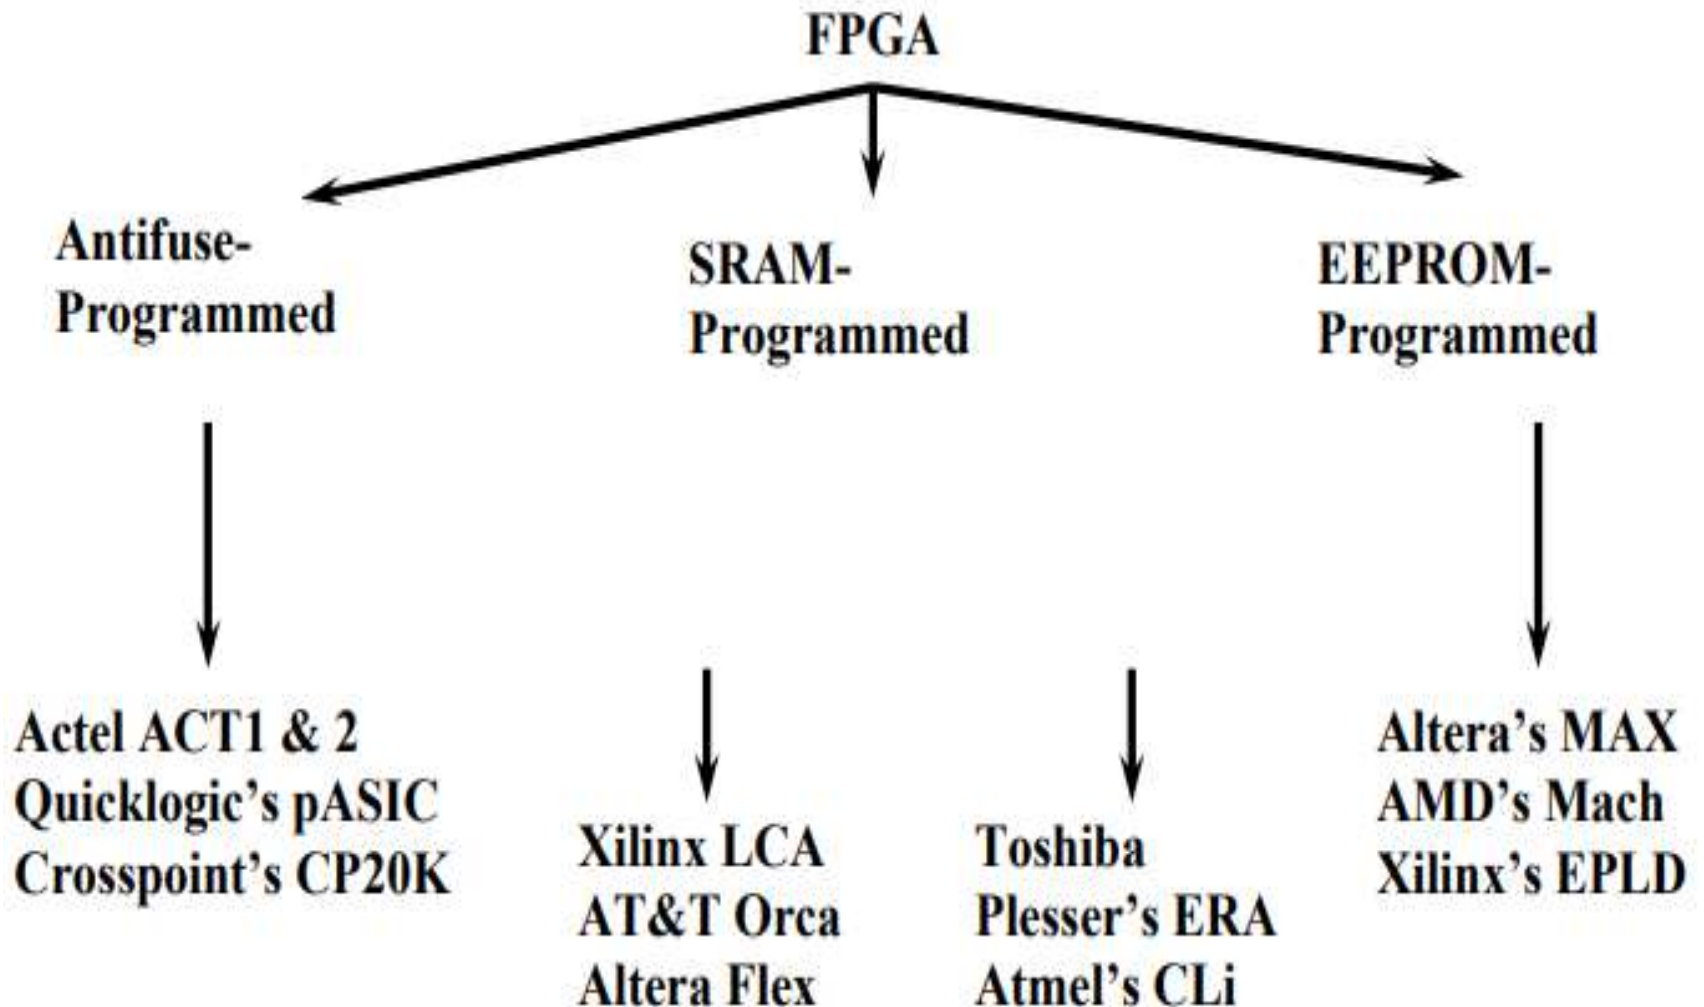 FPGA
Antifuse-
Programmed
SRAM-
Programmed
EEPROM-
Programmed
Actel ACT1 & 2
Quicklogic’s pASIC
Crosspoint’s CP20K
Xilinx LCA
AT&T Orca
Altera Flex
Toshiba
Plesser’s ERA
Atmel’s CLi
Altera’s MAX
AMD’s Mach
Xilinx’s EPLD